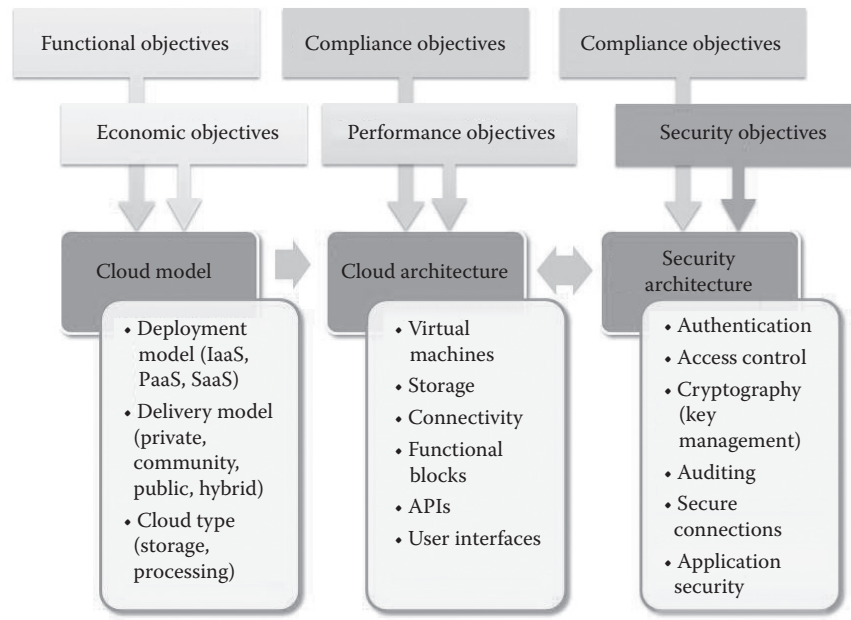 Functional objectives
Compliance objectives
Compliance objectives
Economic objectives
Performance objectives
Security objectives
Cloud model
• Deployment
model (IaaS,
PaaS, SaaS)
• Delivery model
(private,
community,
public, hybrid)
• Cloud type
(storage,
processing)
Cloud architecture
• Virtual
machines
• Storage
• Connectivity
• Functional
blocks
• APIs
• User interfaces
Security
architecture
• Authentication
• Access control
• Cryptography
(key
management)
• Auditing
• Secure
connections
• Application
security